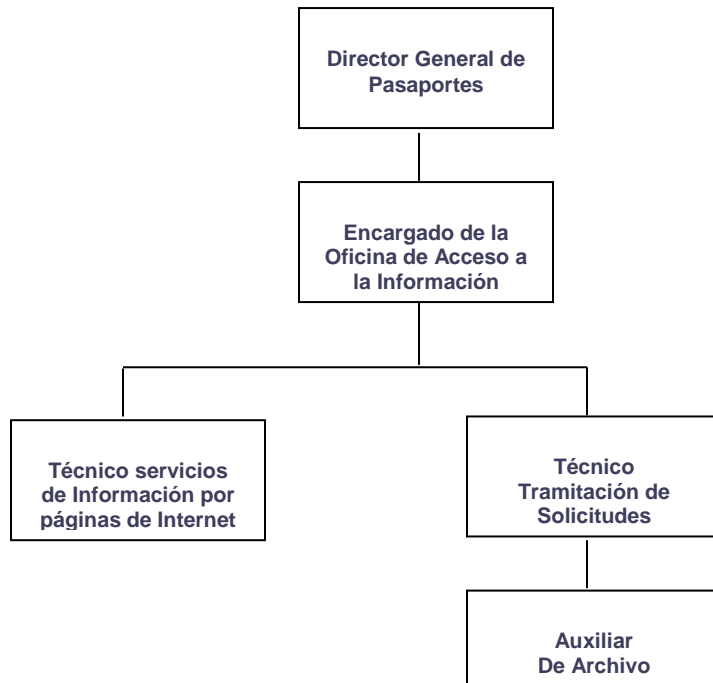 Director General de
Pasaportes
Encargado de la
Oficina de Acceso a
la Información
Técnico servicios
de Información por
páginas de Internet
Técnico
Tramitación de
Solicitudes
Auxiliar
De Archivo